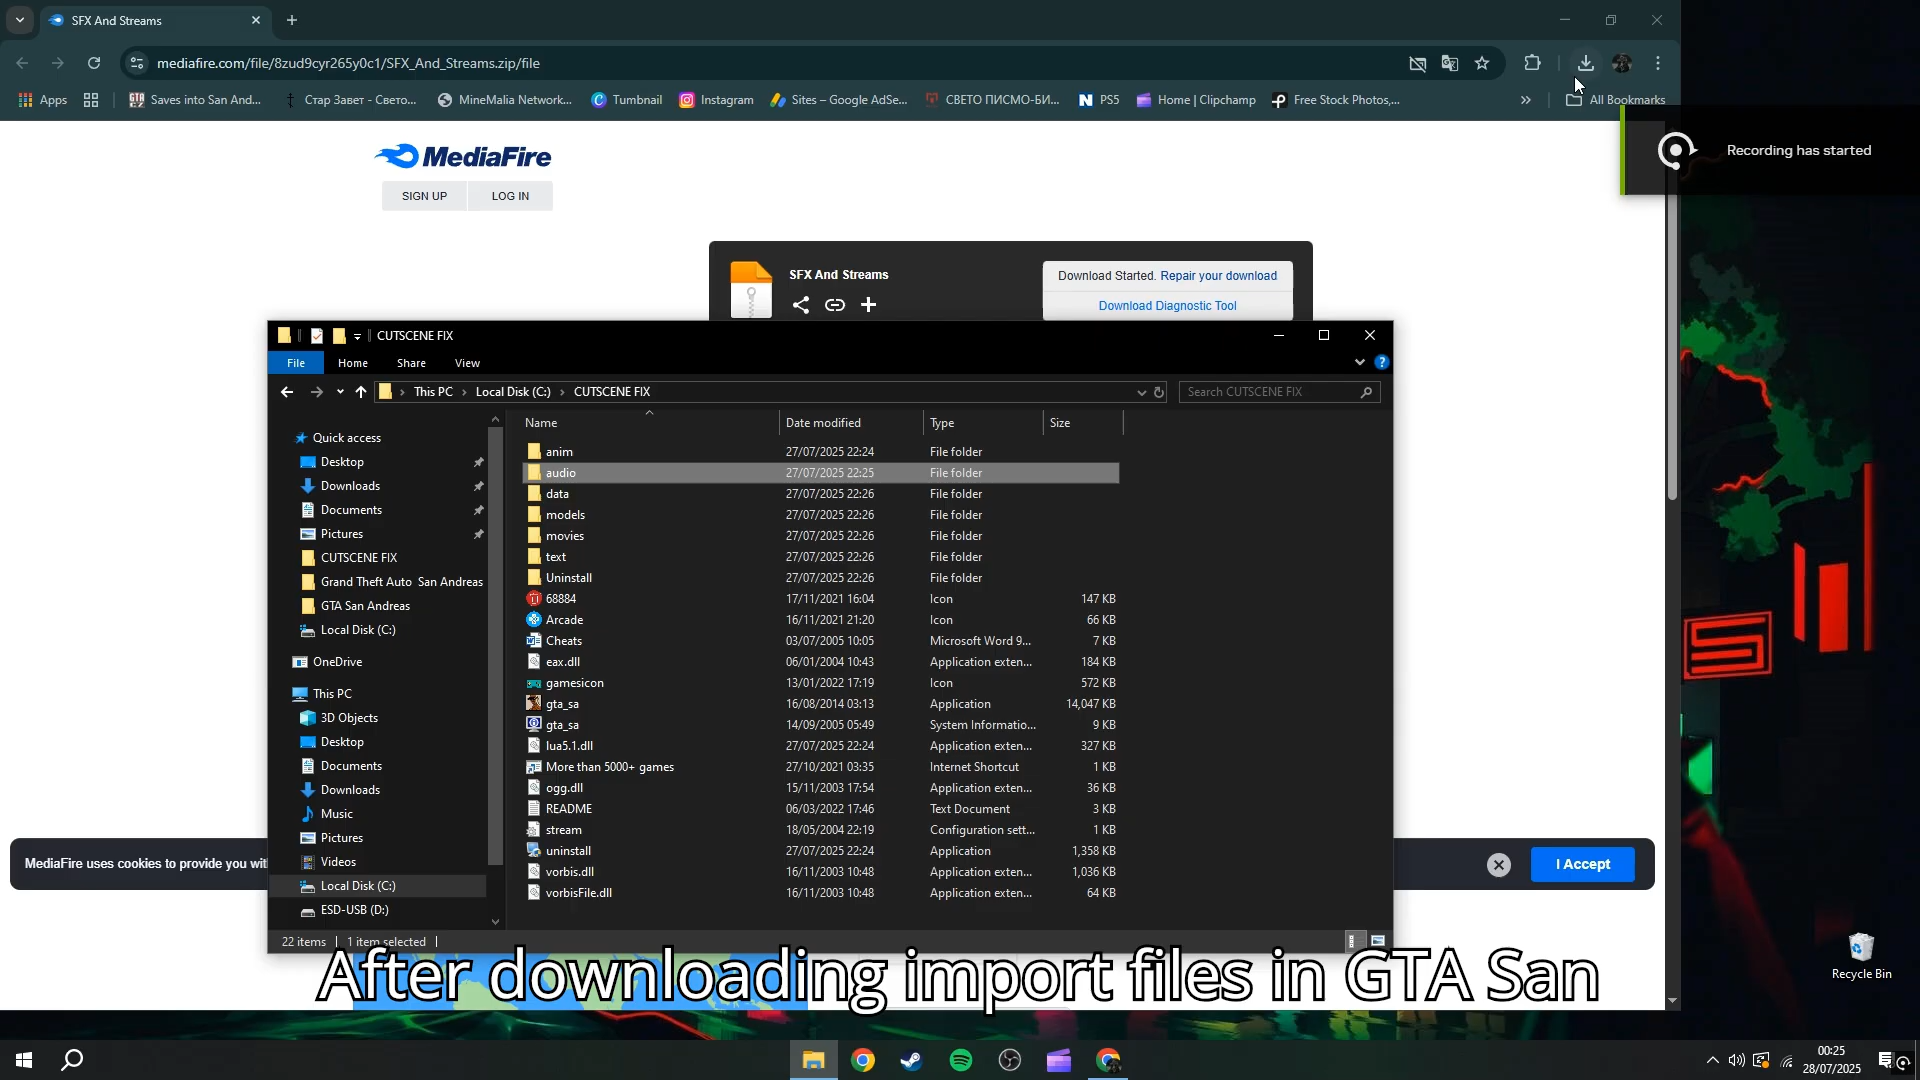 SFX And Streams
mediafire.com/file/8zud9cyr265y0c1/SFX_And_Streams.zip/file
Apps
Saves into San And...
Стар Завет - Свето...
MineMalia Network...
Tumbnail
Instagram
Sites – Google AdSe...
СВЕТО ПИСМО-БИ...
PS5
Home | Clipchamp
Free Stock Photos,...
»
All Bookmarks
Recording has started
MediaFire
SIGN UP
LOG IN
SFX And Streams
Download Started. Repair your download
Download Diagnostic Tool
CUTSCENE FIX
File
Home
Share
View
This PC
Local Disk (C:)
CUTSCENE FIX
Search CUTSCENE FIX
Name
Date modified
Type
Size
Quick access
Desktop
Downloads
Documents
Pictures
CUTSCENE FIX
Grand Theft Auto San Andreas
GTA San Andreas
Local Disk (C:)
OneDrive
This PC
3D Objects
Desktop
Documents
Downloads
Music
Pictures
Videos
Local Disk (C:)
ESD-USB (D:)
anim 27/07/2025 22:24 File folder
audio 27/07/2025 22:25 File folder
data 27/07/2025 22:26 File folder
models 27/07/2025 22:26 File folder
movies 27/07/2025 22:26 File folder
text 27/07/2025 22:26 File folder
Uninstall 27/07/2025 22:26 File folder
68884 17/11/2021 16:04 Icon 147 KB
Arcade 16/11/2021 21:20 Icon 66 KB
Cheats 03/07/2005 10:05 Microsoft Word 9... 7 KB
eax.dll 06/01/2004 10:43 Application exten... 184 KB
gamesicon 13/01/2022 17:19 Icon 572 KB
gta_sa 16/08/2014 03:13 Application 14,047 KB
gta_sa 14/09/2005 05:49 System Informatio... 9 KB
lua5.1.dll 27/07/2025 22:24 Application exten... 327 KB
More than 5000+ games 27/10/2021 03:35 Internet Shortcut 1 KB
ogg.dll 15/11/2003 17:54 Application exten... 36 KB
README 06/03/2022 17:46 Text Document 3 KB
stream 18/05/2004 22:19 Configuration sett... 1 KB
uninstall 27/07/2025 22:24 Application 1,358 KB
vorbis.dll 16/11/2003 10:48 Application exten... 1,036 KB
vorbisFile.dll 16/11/2003 10:48 Application exten... 64 KB
22 items
1 item selected
MediaFire uses cookies to provide you wit
I Accept
Recycle Bin
After downloading import files in GTA San
00:25
28/07/2025